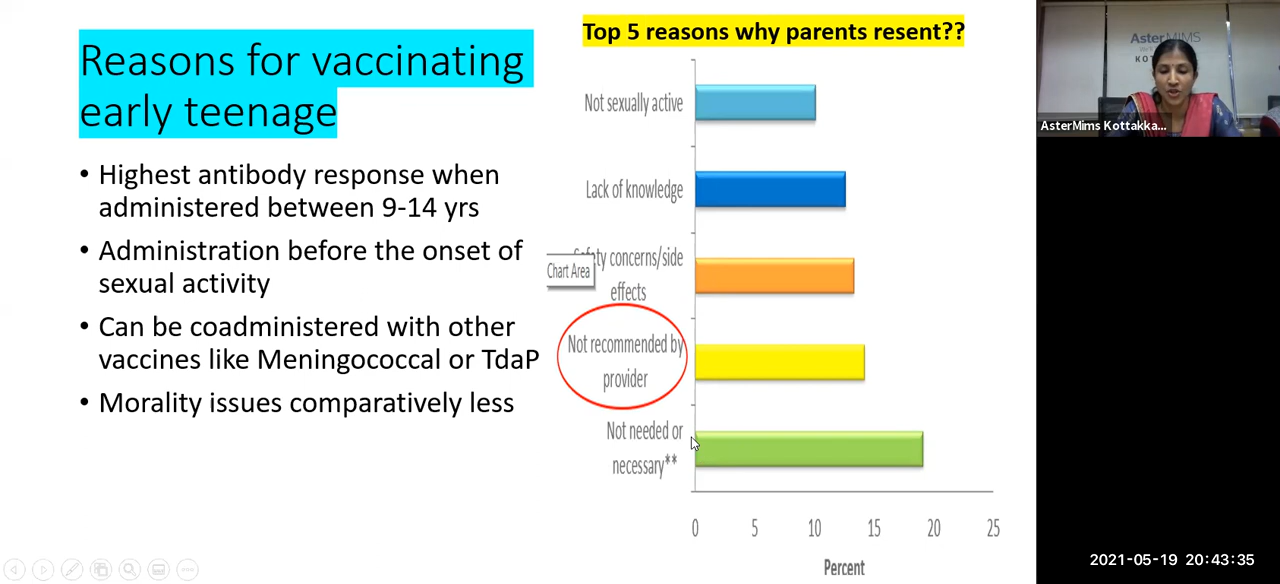 Reasons for vaccinating
early teenage
• Highest antibody response when
administered between 9-14 yrs
• Administration before the onset of
sexual activity
• Can be coadministered with other
vaccines like Meningococcal or TdaP
• Morality issues comparatively less
Top 5 reasons why parents resent??
Not sexually active
Lack of knowledge
concerns/side
effects
Chart Area
Not recommended by
provider
Not needed or
necessary**
0 5 10 15 20 25
Percent
AsterMIMS
AsterMims Kottakka...
2021-05-19 20:43:35